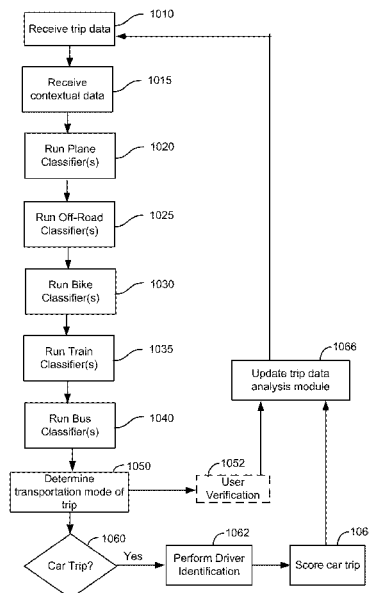 Receive trip data
1010
Receive
contextual data
1015
Run Plane
Classifier(s)
1020
Run Off-Road
Classifier(s)
1025
Run Bike
Classifier(s)
1030
Run Train
Classifier(s)
1035
Run Bus
Classifier(s)
1040
Determine
transportation mode of
trip
1050
User
Verification
1052
Update trip data
analysis module
1066
Car Trip?
1060
Yes
Perform Driver
Identification
1062
Score car trip
106